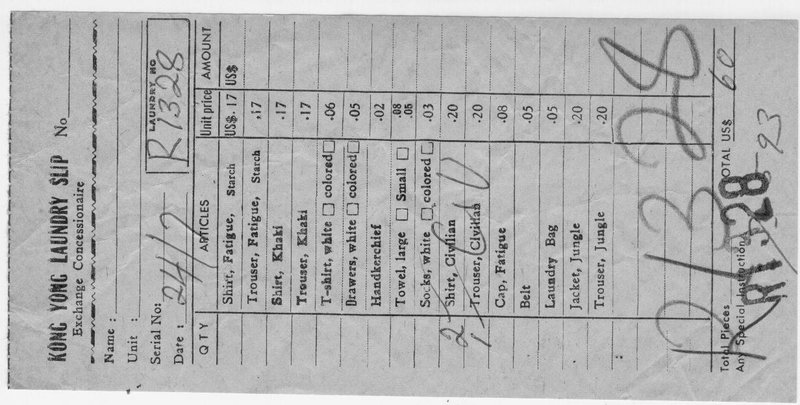 KONG YONG LAUNDRY SLIP No
Exchange Concessionaire
Name :
Unit :
LAUNDRY NO
R 1328
Serial No:
Date : 24/7
QTY ARTICLES Unit price AMOUNT
Shirt, Fatigue, Starch US$. 17 US$
Trouser, Fatigue, Starch .17
Shirt, Khaki .17
Trouser, Khaki .17
T-shirt, white □ colored □ .06
Drawers, white □ colored □ .05
Handkerchief .02
Towel, large □ Small □ .08 .05
Socks, white □ colored □ .03
2 Shirt, Civilian .20
1 Trouser, Civilian .20
Cap, Fatigue .08
Belt .05
Laundry Bag .05
Jacket, Jungle .20
Trouser, Jungle .20
R 1328
Total Pieces TOTAL US$ 60
Any Special Instruction
R1328
93